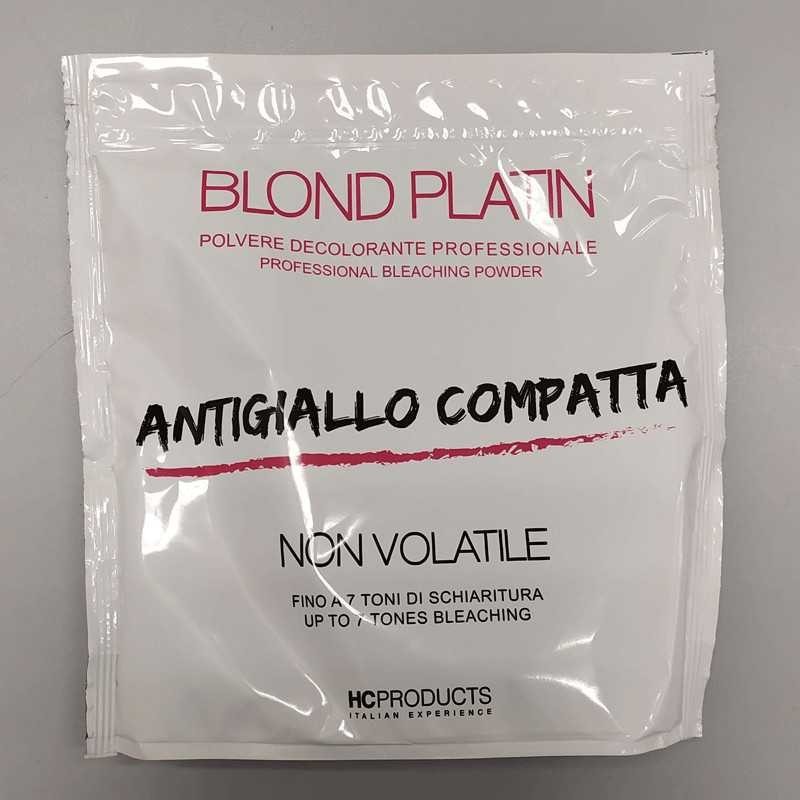 BLOND PLATIN
POLVERE DECOLORANTE PROFESSIONALE
PROFESSIONAL BLEACHING POWDER
ANTIGIALLO COMPATTA
NON VOLATILE
FINO A 7 TONI DI SCHIARITURA
UP TO 7 TONES BLEACHING
HCPRODUCTS
ITALIAN EXPERIENCE